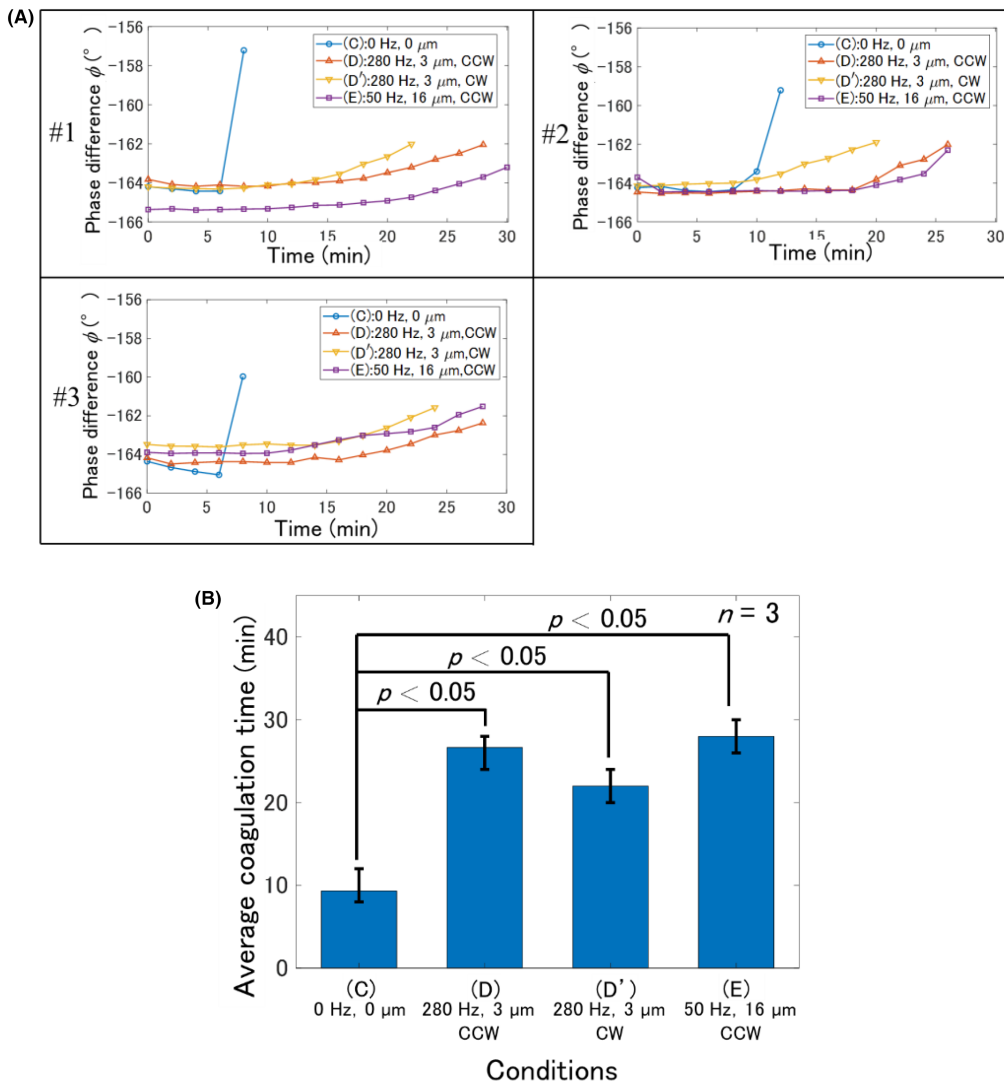 (A)
#1
Phase difference ϕ (°)
-156
-158
-160
-162
-164
-166
(C):0 Hz, 0 μm
(D):280 Hz, 3 μm, CCW
(D′):280 Hz, 3 μm, CW
(E):50 Hz, 16 μm, CCW
0 5 10 15 20 25 30
Time (min)
#2
Phase difference ϕ (°)
-156
-158
-160
-162
-164
-166
(C):0 Hz, 0 μm
(D):280 Hz, 3 μm, CCW
(D′):280 Hz, 3 μm, CW
(E):50 Hz, 16 μm, CCW
0 5 10 15 20 25 30
Time (min)
#3
Phase difference ϕ (°)
-156
-158
-160
-162
-164
-166
(C):0 Hz, 0 μm
(D):280 Hz, 3 μm,CCW
(D′):280 Hz, 3 μm,CW
(E):50 Hz, 16 μm,CCW
0 5 10 15 20 25 30
Time (min)
(B)
Average coagulation time (min)
40
30
20
10
0
n = 3
p < 0.05
p < 0.05
p < 0.05
(C) (D) (D') (E)
0 Hz, 0 μm 280 Hz, 3 μm 280 Hz, 3 μm 50 Hz, 16 μm
CCW CW CCW
Conditions